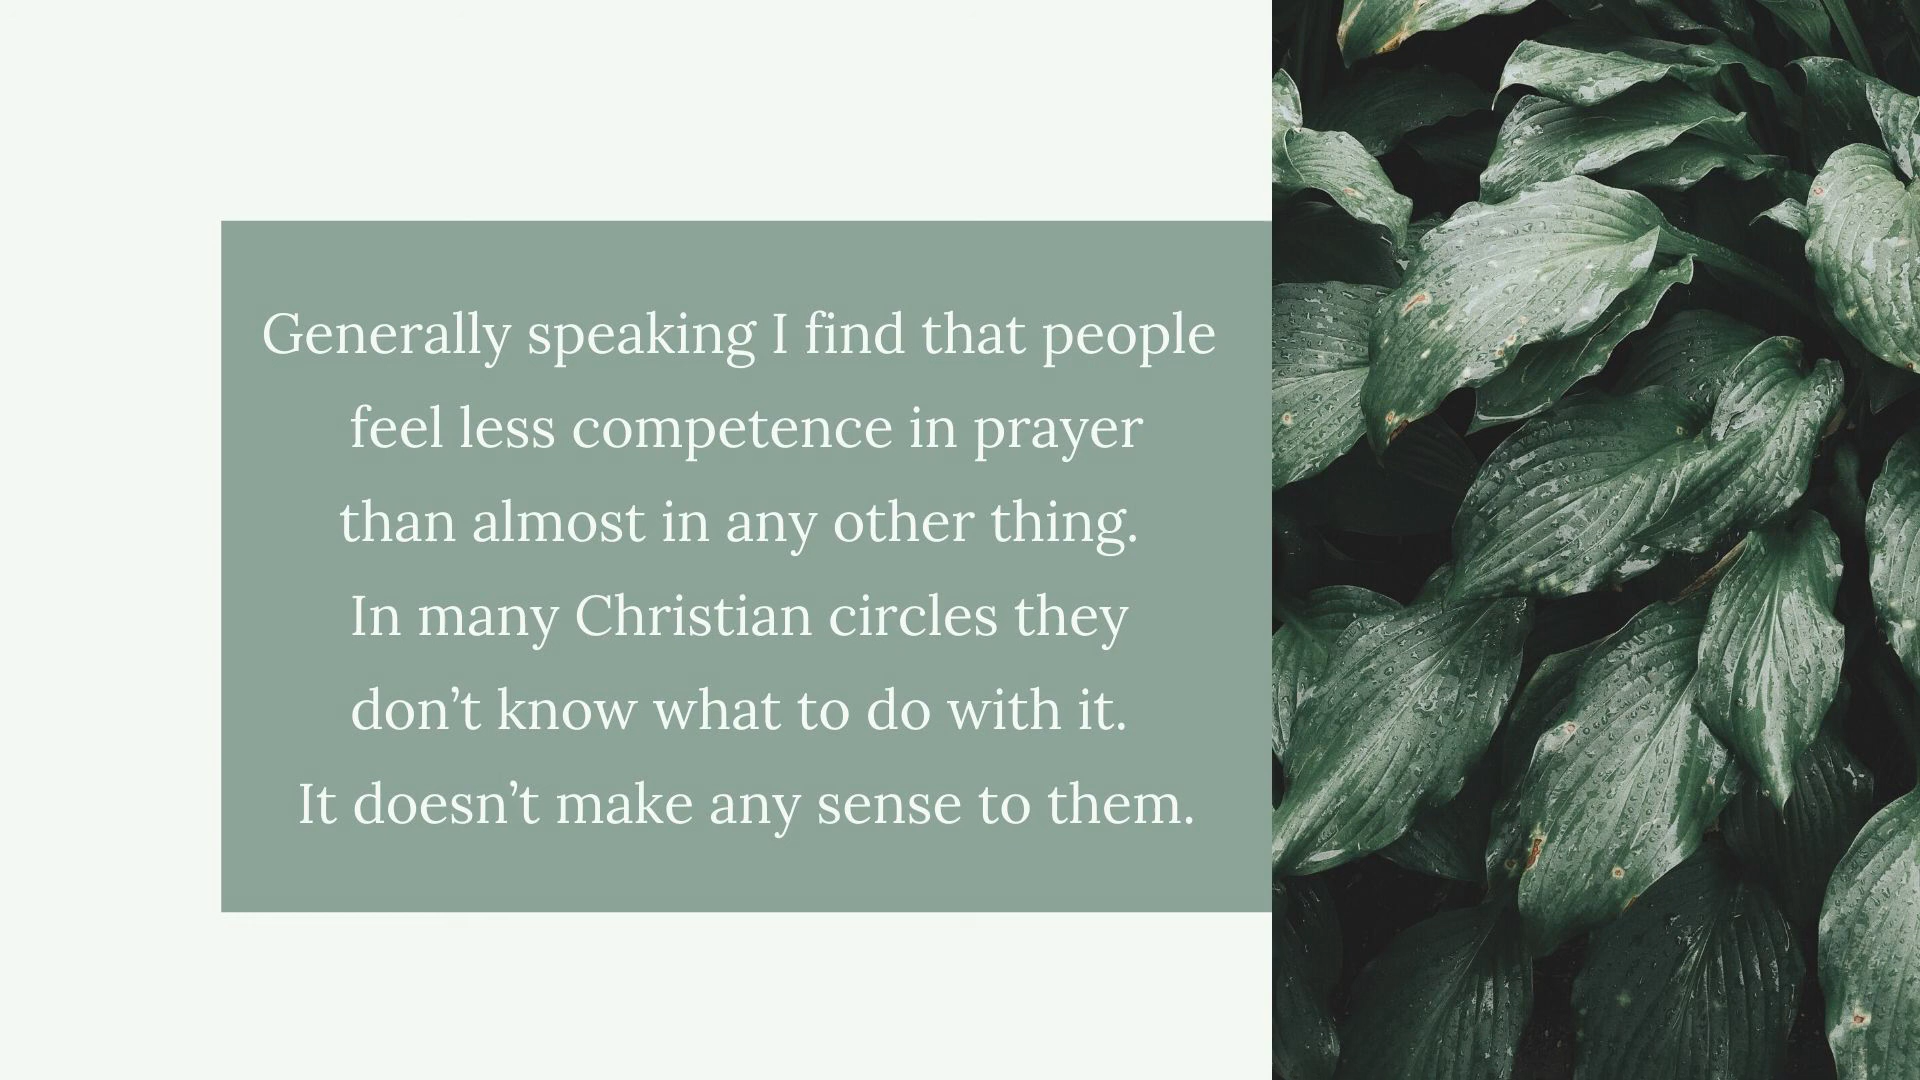 Generally speaking I find that people
feel less competence in prayer
than almost in any other thing.
In many Christian circles they
don’t know what to do with it.
It doesn’t make any sense to them.